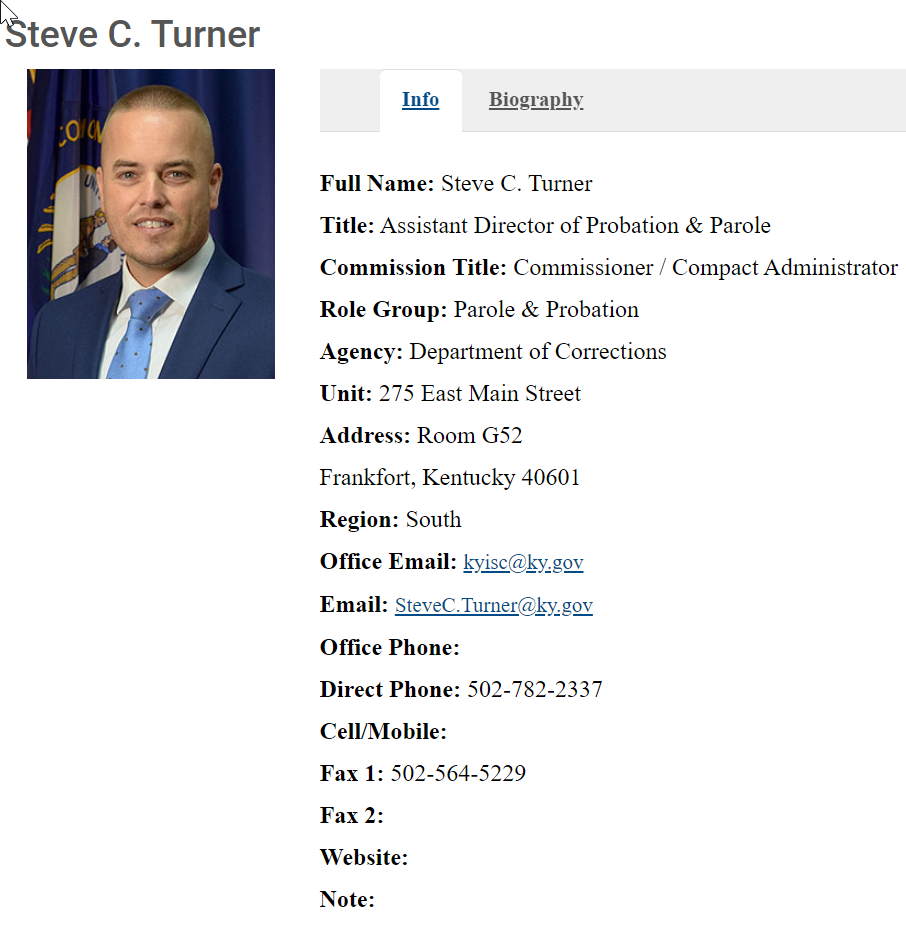 Steve C. Turner
Info Biography
Full Name: Steve C. Turner
Title: Assistant Director of Probation & Parole
Commission Title: Commissioner / Compact Administrator
Role Group: Parole & Probation
Agency: Department of Corrections
Unit: 275 East Main Street
Address: Room G52
Frankfort, Kentucky 40601
Region: South
Office Email: kyisc@ky.gov
Email: SteveC.Turner@ky.gov
Office Phone:
Direct Phone: 502-782-2337
Cell/Mobile:
Fax 1: 502-564-5229
Fax 2:
Website:
Note: